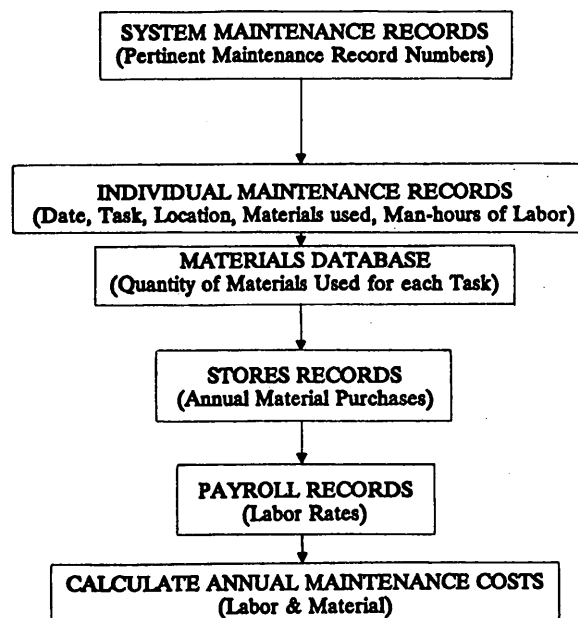 SYSTEM MAINTENANCE RECORDS
(Pertinent Maintenance Record Numbers)
INDIVIDUAL MAINTENANCE RECORDS
(Date, Task, Location, Materials used, Man-hours of Labor)
MATERIALS DATABASE
(Quantity of Materials Used for each Task)
STORES RECORDS
(Annual Material Purchases)
PAYROLL RECORDS
(Labor Rates)
CALCULATE ANNUAL MAINTENANCE COSTS
(Labor & Material)